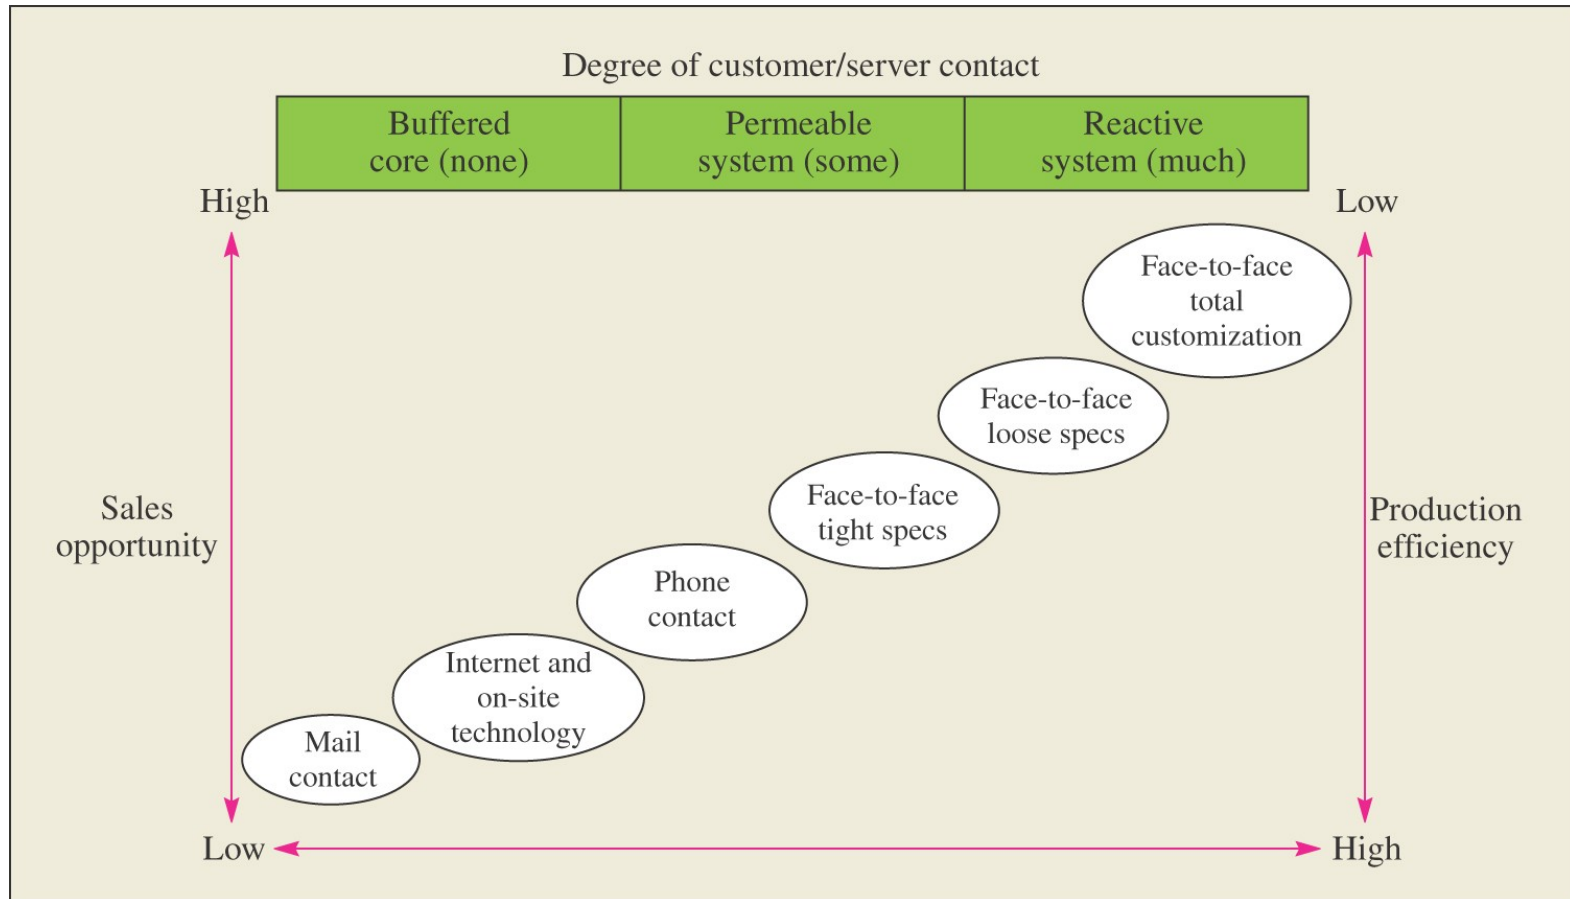 Degree of customer/server contact
Buffered
core (none)
Permeable
system (some)
Reactive
system (much)
High
Low
Face-to-face
total
customization
Face-to-face
loose specs
Face-to-face
tight specs
Sales
opportunity
Production
efficiency
Phone
contact
Internet and
on-site
technology
Mail
contact
Low
High